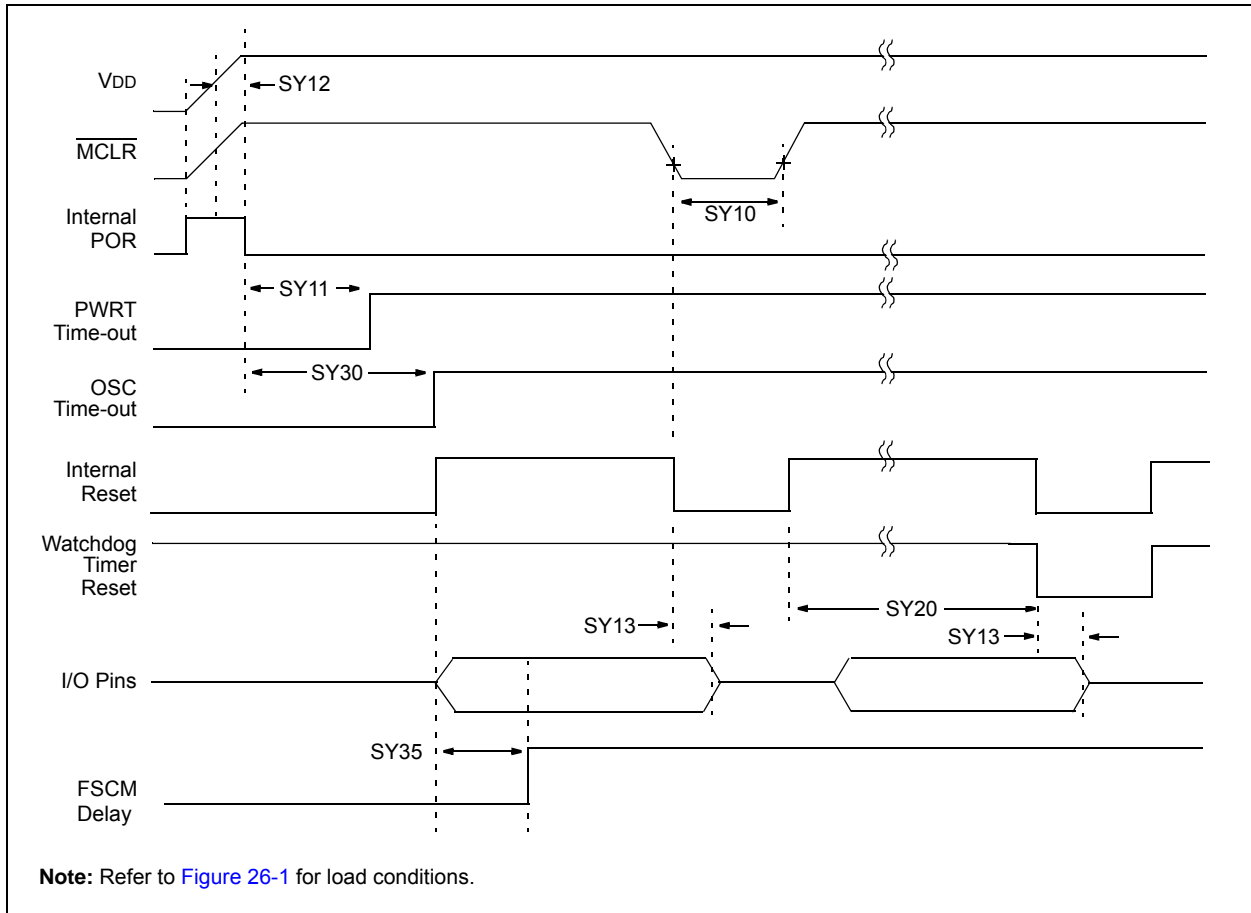 VDD
SY12
MCLR
SY10
Internal
POR
SY11
PWRT
Time-out
SY30
OSC
Time-out
Internal
Reset
Watchdog
Timer
Reset
SY20
SY13
SY13
I/O Pins
SY35
FSCM
Delay
Note: Refer to Figure 26-1 for load conditions.